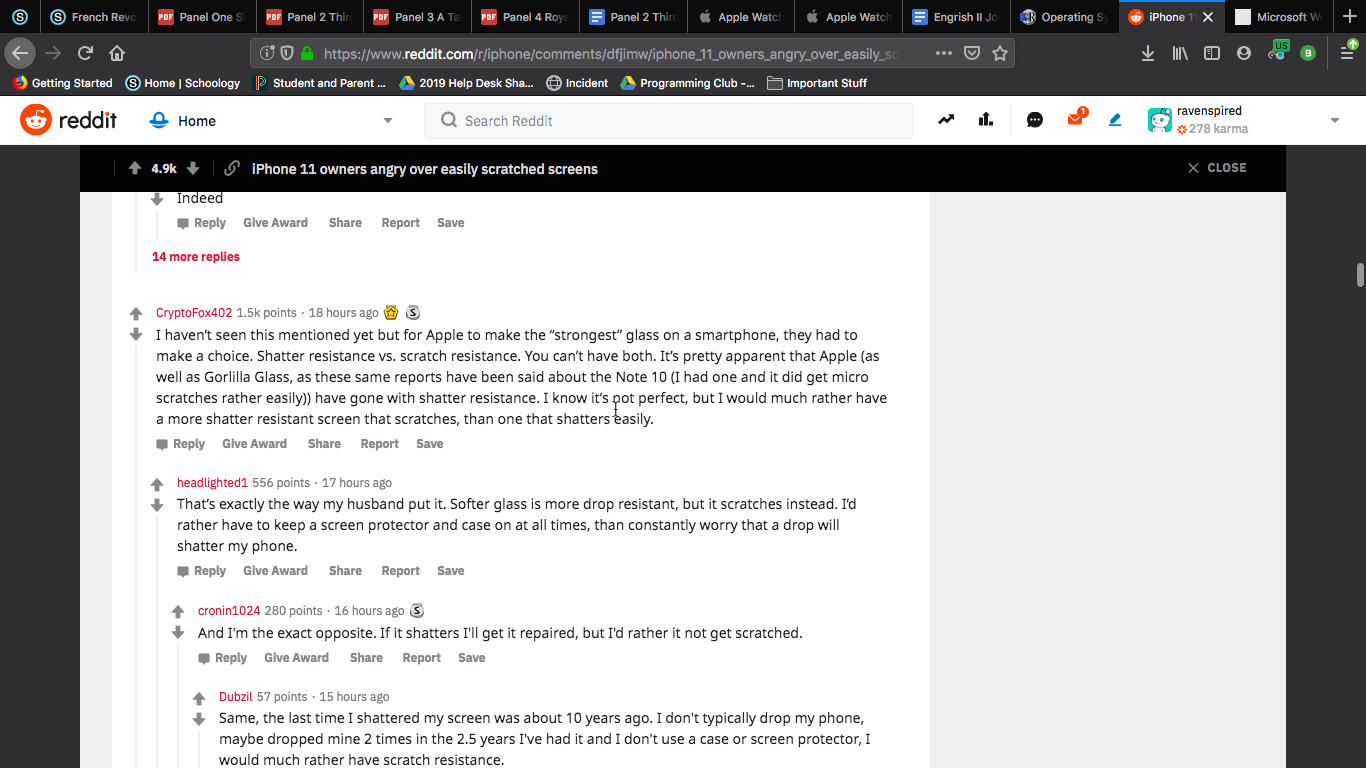 French Revo
Panel One S
Panel 2 Thir
Panel 3 A Ta
Panel 4 Roya
Panel 2 Thir
Apple Watch
Apple Watch
Engrish II Jo
Operating Sy
iPhone 11
Microsoft W
https://www.reddit.com/r/iphone/comments/dfjimw/iphone_11_owners_angry_over_easily_sc
US
B
Getting Started
Home | Schoology
Student and Parent ...
2019 Help Desk Sha...
Incident
Programming Club -...
Important Stuff
reddit
Home
Search Reddit
1
ravenspired
278 karma
4.9k
iPhone 11 owners angry over easily scratched screens
CLOSE
Indeed
Reply Give Award Share Report Save
14 more replies
CryptoFox402 1.5k points · 18 hours ago
I haven’t seen this mentioned yet but for Apple to make the “strongest” glass on a smartphone, they had to
make a choice. Shatter resistance vs. scratch resistance. You can’t have both. It’s pretty apparent that Apple (as
well as Gorlilla Glass, as these same reports have been said about the Note 10 (I had one and it did get micro
scratches rather easily)) have gone with shatter resistance. I know it’s not perfect, but I would much rather have
a more shatter resistant screen that scratches, than one that shatters easily.
Reply Give Award Share Report Save
headlighted1 556 points · 17 hours ago
That’s exactly the way my husband put it. Softer glass is more drop resistant, but it scratches instead. I’d
rather have to keep a screen protector and case on at all times, than constantly worry that a drop will
shatter my phone.
Reply Give Award Share Report Save
cronin1024 280 points · 16 hours ago
And I'm the exact opposite. If it shatters I'll get it repaired, but I'd rather it not get scratched.
Reply Give Award Share Report Save
Dubzil 57 points · 15 hours ago
Same, the last time I shattered my screen was about 10 years ago. I don't typically drop my phone,
maybe dropped mine 2 times in the 2.5 years I've had it and I don't use a case or screen protector, I
would much rather have scratch resistance.